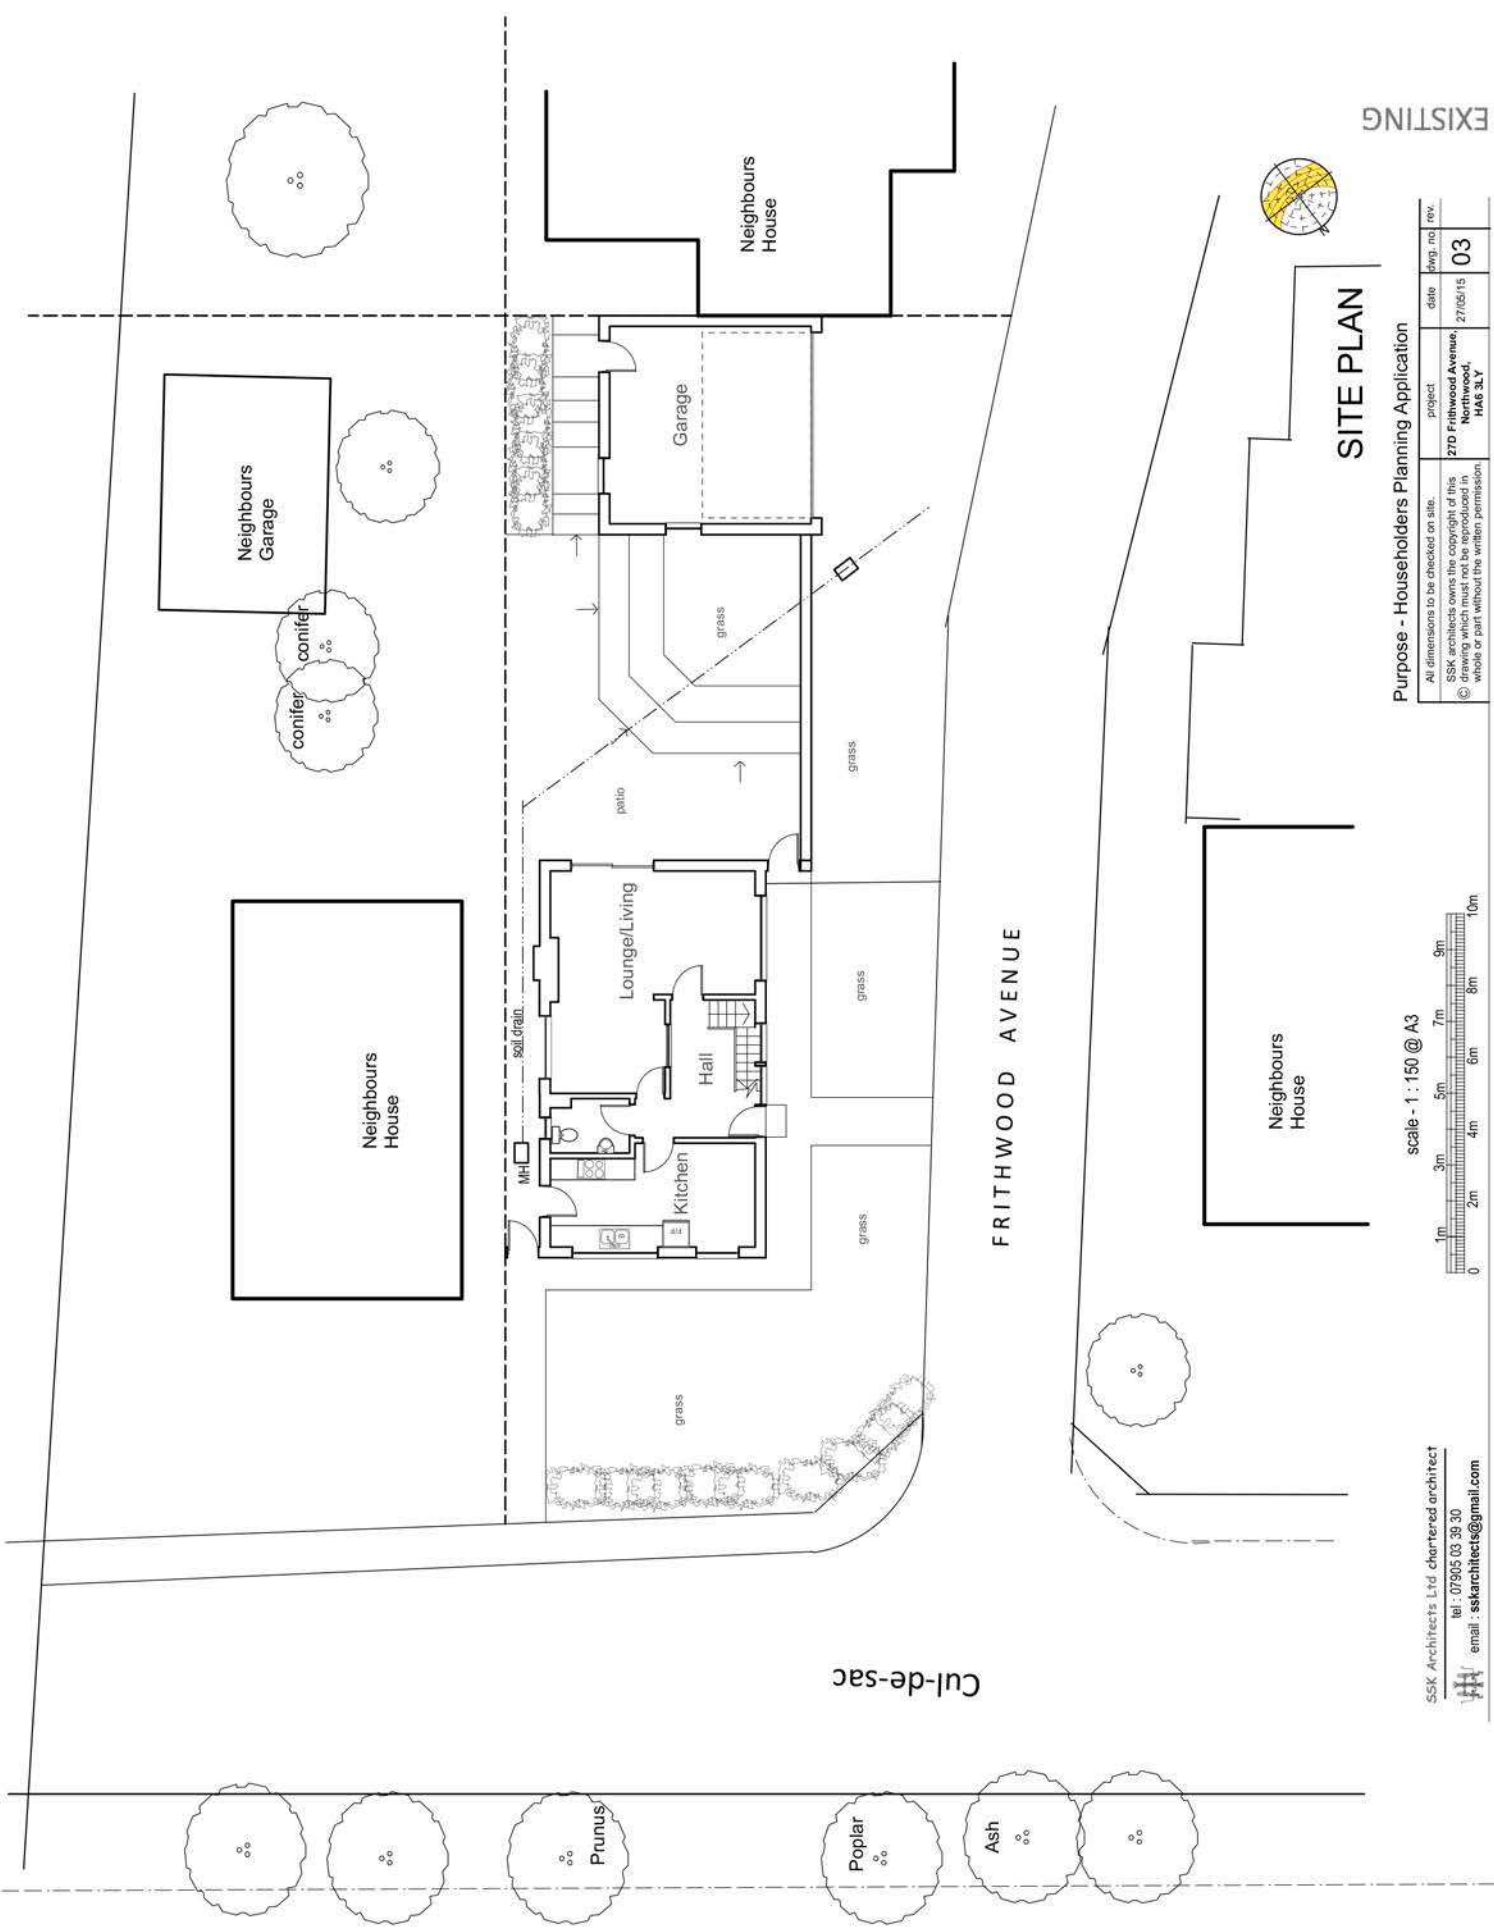 Neighbours
House
Neighbours
Garage
conifer
conifer
Neighbours
House
soil drain
MH
Lounge/Living
Hall
Kitchen
patio
grass
Garage
grass
grass
grass
grass
FRITHWOOD AVENUE
Cul-de-sac
Prunus
Poplar
Ash
Neighbours
House
EXISTING
SITE PLAN
Purpose - Householders Planning Application
All dimensions to be checked on site.
SSK architects owns the copyright of this
© drawing which must not be reproduced in
whole or part without the written permission.
project
27D Frithwood Avenue,
Northwood,
HA6 3LY
date
27/05/15
dwg. no.
03
rev.
scale - 1 : 150 @ A3
1m 3m 5m 7m 9m
0 2m 4m 6m 8m 10m
SSK Architects Ltd chartered architect
tel : 07905 03 39 30
email : sskarchitects@gmail.com
N